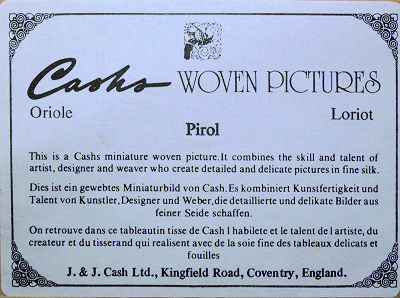 Cashs WOVEN PICTURES
Oriole Loriot
Pirol
This is a Cashs miniature woven picture.It combines the skill and talent of
artist, designer and weaver who create detailed and delicate pictures in fine silk.
Dies ist ein gewebtes Miniaturbild von Cash.Es kombiniert Kunstfertigkeit und
Talent von Kunstler,Designer und Weber,die detaillierte und delikate Bilder aus
feiner Seide schaffen.
On retrouve dans ce tableautin tisse de Cash l habilete et le talent de l artiste, du
createur et du tisserand qui realisent avec de la soie fine des tableaux delicats et
fouilles
J. & J. Cash Ltd., Kingfield Road, Coventry, England.